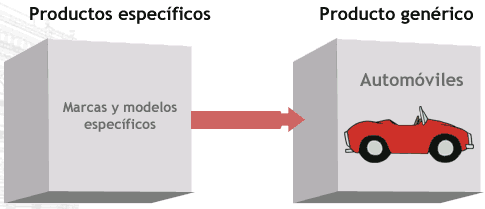 Productos específicos
Producto genérico
Marcas y modelos
específicos
Automóviles